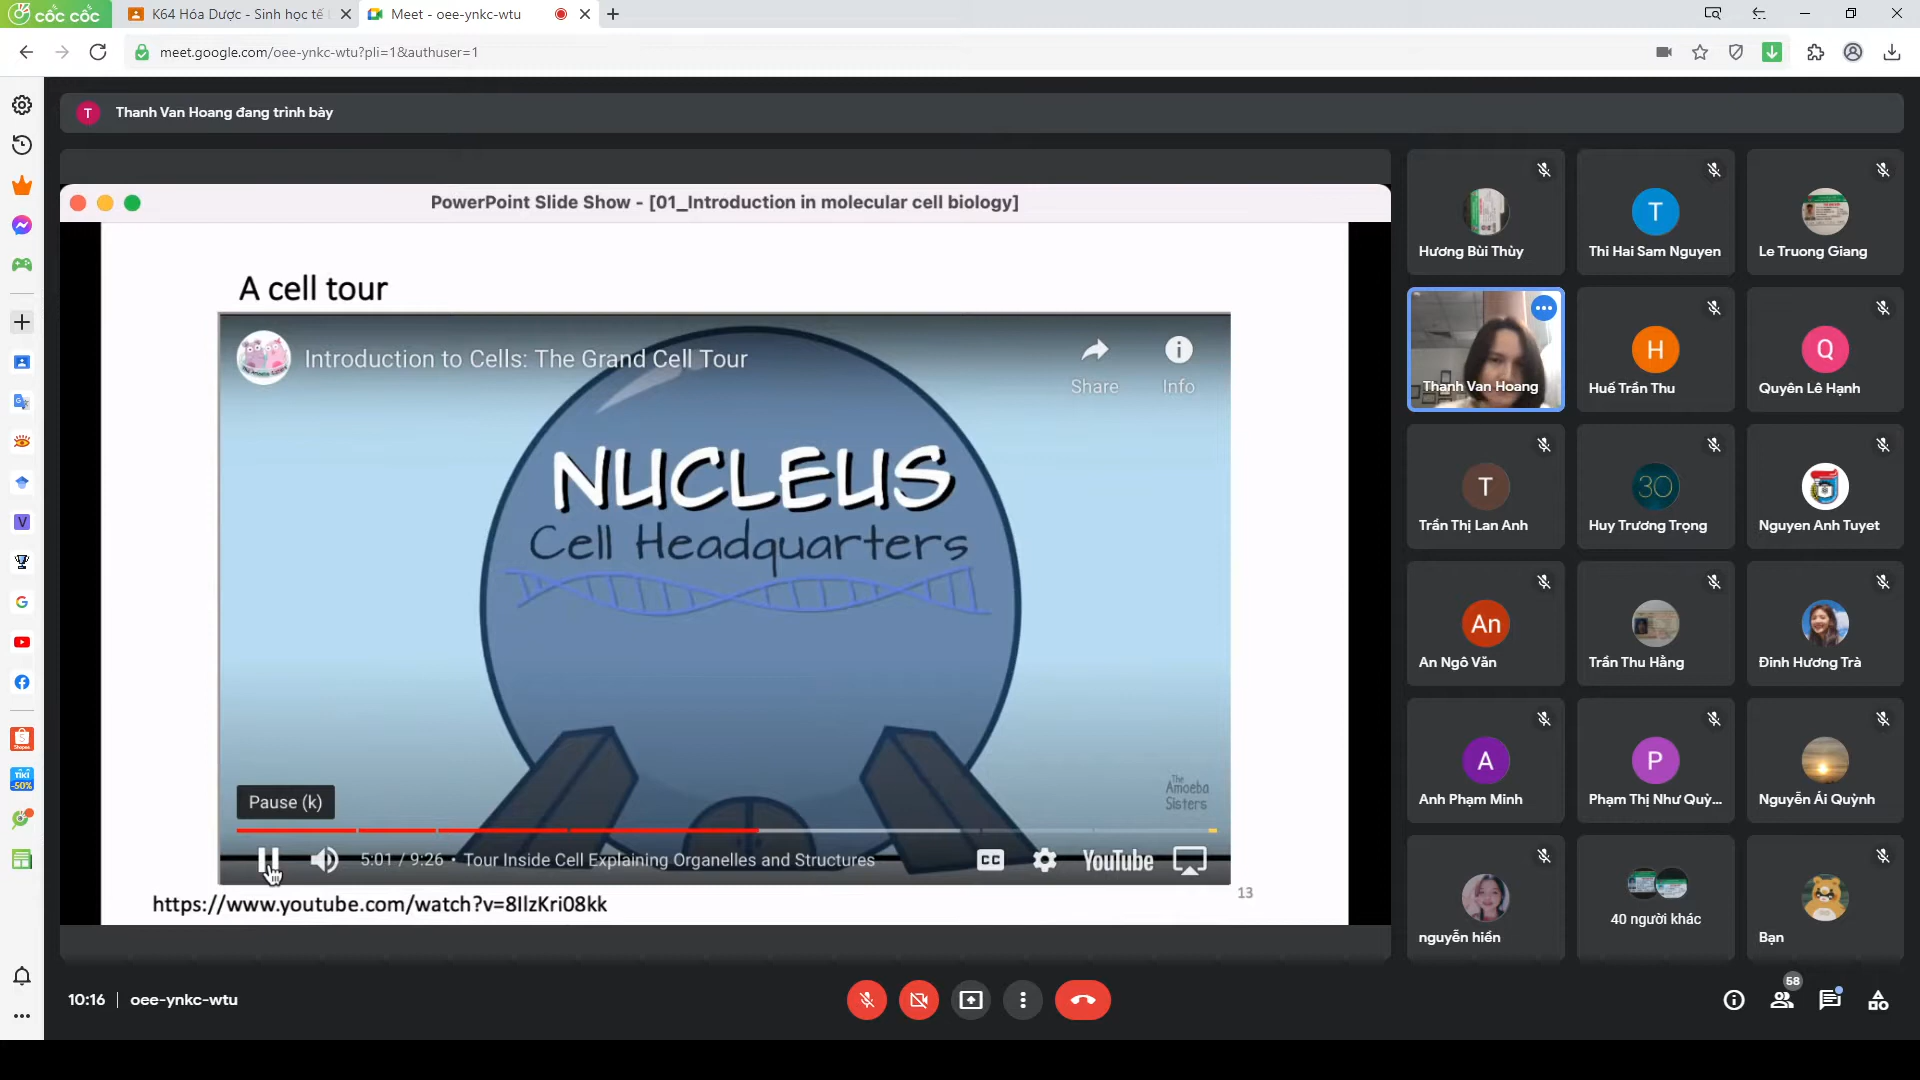 cốc cốc
K64 Hóa Dược - Sinh học tế
Meet - oee-ynkc-wtu
meet.google.com/oee-ynkc-wtu?pli=1&authuser=1
T
Thanh Van Hoang đang trình bày
PowerPoint Slide Show - [01_Introduction in molecular cell biology]
A cell tour
Introduction to Cells: The Grand Cell Tour
Share
Info
NUCLEUS
Cell Headquarters
The
Amoeba
Sisters
Pause (k)
5:01 / 9:26 • Tour Inside Cell Explaining Organelles and Structures
CC
YouTube
https://www.youtube.com/watch?v=8IlzKri08kk
13
Hương Bùi Thùy
T
Thi Hai Sam Nguyen
Le Truong Giang
Thanh Van Hoang
H
Huế Trần Thu
Q
Quyên Lê Hạnh
T
Trần Thị Lan Anh
30
Huy Trương Trọng
Nguyen Anh Tuyet
An
An Ngô Văn
Trần Thu Hằng
Đinh Hương Trà
A
Anh Phạm Minh
P
Phạm Thị Như Quỳ...
Nguyễn Ái Quỳnh
nguyễn hiền
40 người khác
Bạn
V
G
Shopee
TIKI
-50%
10:16
oee-ynkc-wtu
58